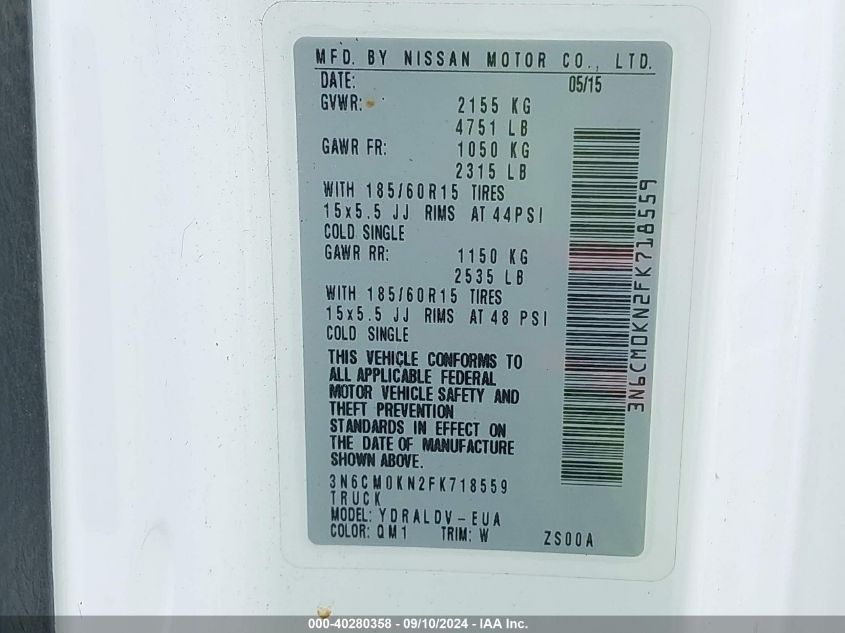 MFD. BY NISSAN MOTOR CO., LTD.
DATE: 05/15
GVWR: 2155 KG
4751 LB
GAWR FR: 1050 KG
2315 LB
WITH 185/60R15 TIRES
15x5.5 JJ RIMS AT 44PSI
COLD SINGLE
GAWR RR: 1150 KG
2535 LB
WITH 185/60R15 TIRES
15x5.5 JJ RIMS AT 48 PSI
COLD SINGLE
THIS VEHICLE CONFORMS TO
ALL APPLICABLE FEDERAL
MOTOR VEHICLE SAFETY AND
THEFT PREVENTION
STANDARDS IN EFFECT ON
THE DATE OF MANUFACTURE
SHOWN ABOVE.
3N6CM0KN2FK718559
TRUCK
MODEL: YDRALDV-EUA
COLOR: QM1 TRIM: W ZS00A
3N6CM0KN2FK718559
000-40280358 - 09/10/2024 - IAA Inc.